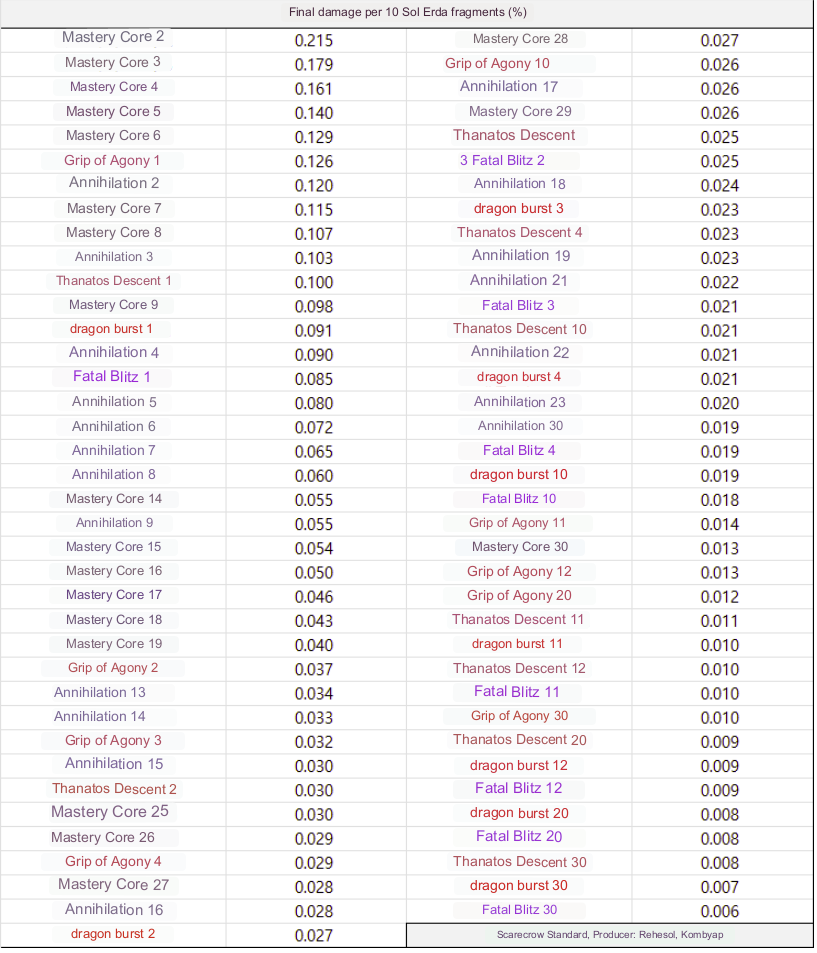 Final damage per 10 Sol Erda fragments (%)
Mastery Core 2 0.215
Mastery Core 3 0.179
Mastery Core 4 0.161
Mastery Core 5 0.140
Mastery Core 6 0.129
Grip of Agony 1 0.126
Annihilation 2 0.120
Mastery Core 7 0.115
Mastery Core 8 0.107
Annihilation 3 0.103
Thanatos Descent 1 0.100
Mastery Core 9 0.098
dragon burst 1 0.091
Annihilation 4 0.090
Fatal Blitz 1 0.085
Annihilation 5 0.080
Annihilation 6 0.072
Annihilation 7 0.065
Annihilation 8 0.060
Mastery Core 14 0.055
Annihilation 9 0.055
Mastery Core 15 0.054
Mastery Core 16 0.050
Mastery Core 17 0.046
Mastery Core 18 0.043
Mastery Core 19 0.040
Grip of Agony 2 0.037
Annihilation 13 0.034
Annihilation 14 0.033
Grip of Agony 3 0.032
Annihilation 15 0.030
Thanatos Descent 2 0.030
Mastery Core 25 0.030
Mastery Core 26 0.029
Grip of Agony 4 0.029
Mastery Core 27 0.028
Annihilation 16 0.028
dragon burst 2 0.027
Mastery Core 28 0.027
Grip of Agony 10 0.026
Annihilation 17 0.026
Mastery Core 29 0.026
Thanatos Descent 0.025
3 Fatal Blitz 2 0.025
Annihilation 18 0.024
dragon burst 3 0.023
Thanatos Descent 4 0.023
Annihilation 19 0.023
Annihilation 21 0.022
Fatal Blitz 3 0.021
Thanatos Descent 10 0.021
Annihilation 22 0.021
dragon burst 4 0.021
Annihilation 23 0.020
Annihilation 30 0.019
Fatal Blitz 4 0.019
dragon burst 10 0.019
Fatal Blitz 10 0.018
Grip of Agony 11 0.014
Mastery Core 30 0.013
Grip of Agony 12 0.013
Grip of Agony 20 0.012
Thanatos Descent 11 0.011
dragon burst 11 0.010
Thanatos Descent 12 0.010
Fatal Blitz 11 0.010
Grip of Agony 30 0.010
Thanatos Descent 20 0.009
dragon burst 12 0.009
Fatal Blitz 12 0.009
dragon burst 20 0.008
Fatal Blitz 20 0.008
Thanatos Descent 30 0.008
dragon burst 30 0.007
Fatal Blitz 30 0.006
Scarecrow Standard, Producer: Rehesol, Kombyap